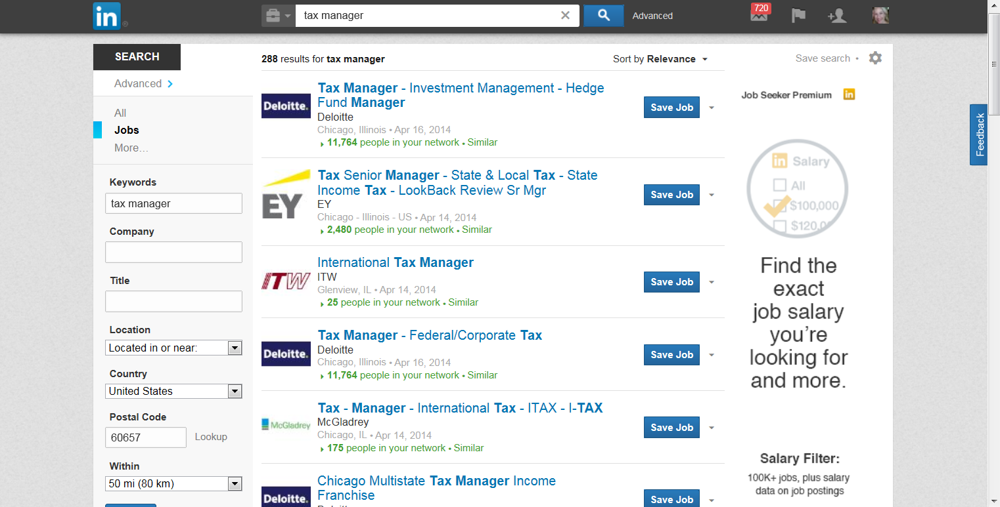 in
tax manager
Advanced
720
SEARCH
Advanced
All
Jobs
More...
Keywords
tax manager
Company
Title
Location
Located in or near:
Country
United States
Postal Code
60657 Lookup
Within
50 mi (80 km)
288 results for tax manager
Sort by Relevance
Save search •
Deloitte.
Tax Manager - Investment Management - Hedge
Fund Manager
Deloitte
Chicago, Illinois • Apr 16, 2014
11,764 people in your network • Similar
Save Job
EY
Tax Senior Manager - State & Local Tax - State
Income Tax - LookBack Review Sr Mgr
EY
Chicago - Illinois - US • Apr 14, 2014
2,480 people in your network • Similar
Save Job
ITW
International Tax Manager
ITW
Glenview, IL • Apr 14, 2014
25 people in your network • Similar
Save Job
Deloitte.
Tax Manager - Federal/Corporate Tax
Deloitte
Chicago, Illinois • Apr 16, 2014
11,764 people in your network • Similar
Save Job
McGladrey
Tax - Manager - International Tax - ITAX - I-TAX
McGladrey
Chicago, IL • Apr 14, 2014
175 people in your network • Similar
Save Job
Deloitte.
Chicago Multistate Tax Manager Income
Franchise
Deloitte
Save Job
Job Seeker Premium in
in Salary
All
$100,000
$120,0
Find the
exact
job salary
you're
looking for
and more.
Salary Filter:
100K+ jobs, plus salary
data on job postings
Feedback